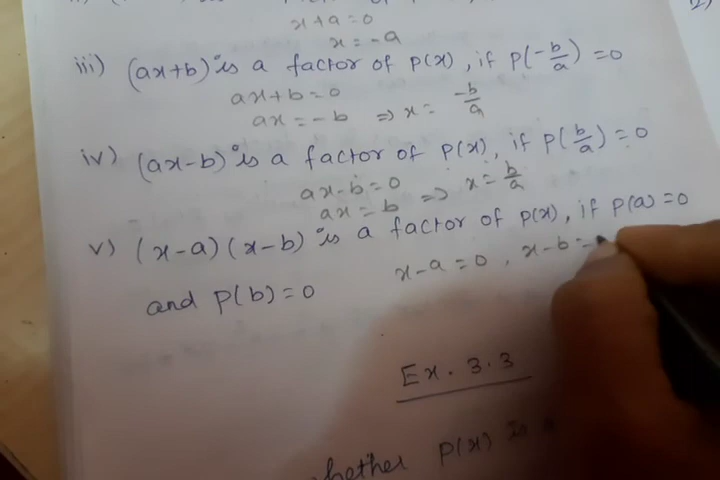 x+a=0
x=-a
iii) (ax+b) is a factor of P(x), if P(-b/a)=0
ax+b=0
ax=-b ⇒ x= -b/a
iv) (ax-b) is a factor of P(x), if P(b/a)=0
ax-b=0
ax=b ⇒ x=b/a
v) (x-a)(x-b) is a factor of P(x), if P(a)=0
x-a=0, x-b=
and P(b)=0
Ex. 3.3
P(x) is